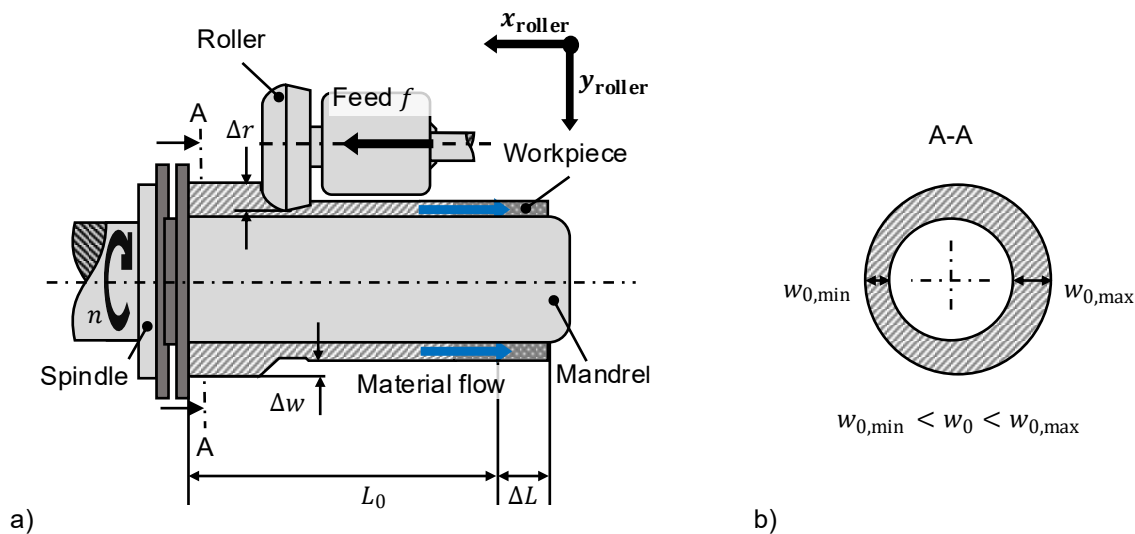 x_roller
y_roller
Roller
Feed f
A
Δr
Workpiece
A-A
n
w_0,min
w_0,max
Spindle
Material flow
Mandrel
Δw
w_0,min < w_0 < w_0,max
A
L_0
ΔL
a)
b)